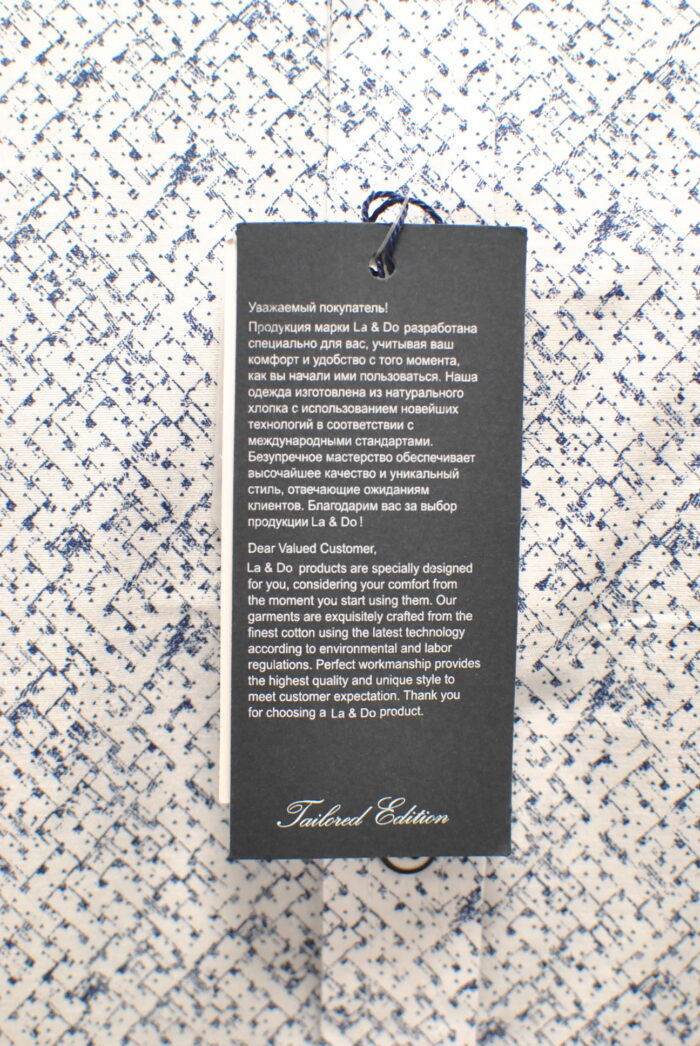 Уважаемый покупатель!
Продукция марки La & Do разработана
специально для вас, учитывая ваш
комфорт и удобство с того момента,
как вы начали ими пользоваться. Наша
одежда изготовлена из натурального
хлопка с использованием новейших
технологий в соответствии с
международными стандартами.
Безупречное мастерство обеспечивает
высочайшее качество и уникальный
стиль, отвечающие ожиданиям
клиентов. Благодарим вас за выбор
продукции La & Do !
Dear Valued Customer,
La & Do products are specially designed
for you, considering your comfort from
the moment you start using them. Our
garments are exquisitely crafted from the
finest cotton using the latest technology
according to environmental and labor
regulations. Perfect workmanship provides
the highest quality and unique style to
meet customer expectation. Thank you
for choosing a La & Do product.
Tailored Edition